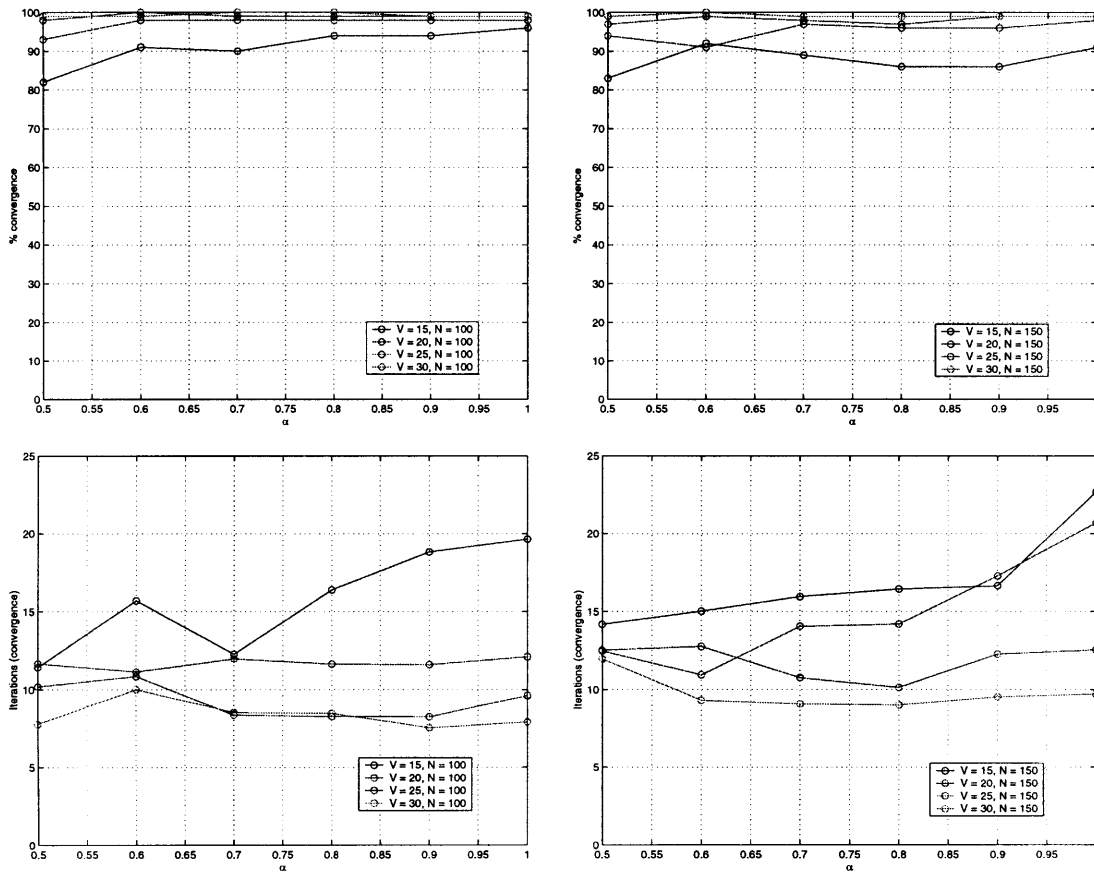 100
90
80
70
60
50
40
30
20
10
0
% convergence
0.5 0.55 0.6 0.65 0.7 0.75 0.8 0.85 0.9 0.95 1
α
V = 15, N = 100
V = 20, N = 100
V = 25, N = 100
V = 30, N = 100
100
90
80
70
60
50
40
30
20
10
0
% convergence
0.5 0.55 0.6 0.65 0.7 0.75 0.8 0.85 0.9 0.95
α
V = 15, N = 150
V = 20, N = 150
V = 25, N = 150
V = 30, N = 150
25
20
15
10
5
0
Iterations (convergence)
0.5 0.55 0.6 0.65 0.7 0.75 0.8 0.85 0.9 0.95 1
α
V = 15, N = 100
V = 20, N = 100
V = 25, N = 100
V = 30, N = 100
25
20
15
10
5
0
Iterations (convergence)
0.5 0.55 0.6 0.65 0.7 0.75 0.8 0.85 0.9 0.95
α
V = 15, N = 150
V = 20, N = 150
V = 25, N = 150
V = 30, N = 150